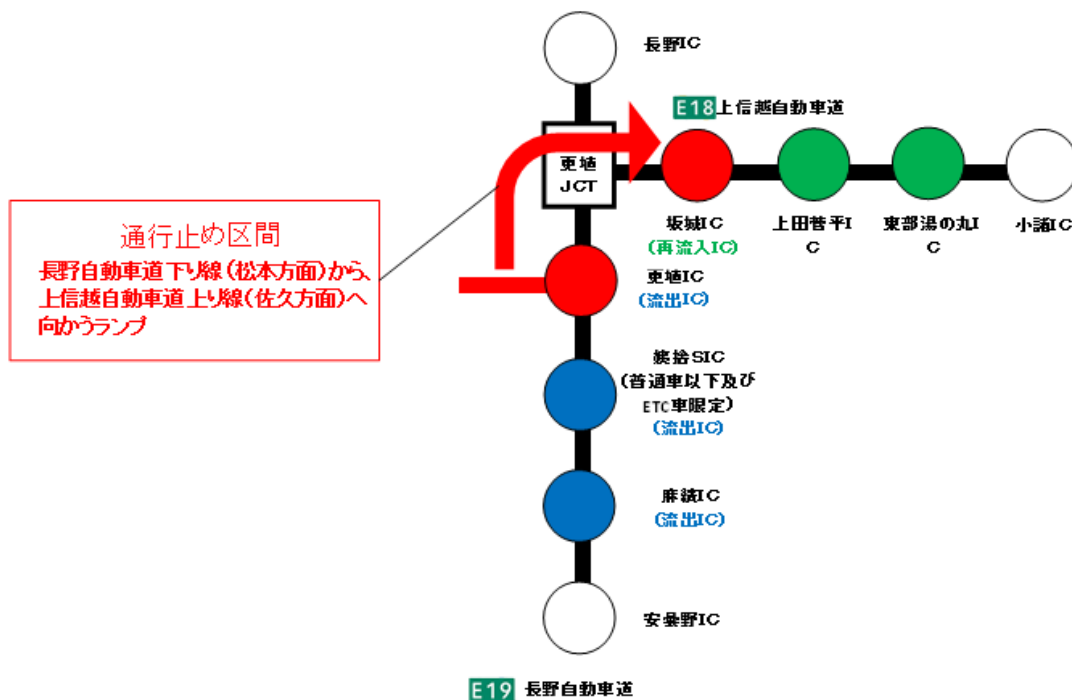 長野IC
E18 上信越自動車道
更埴
JCT
坂城IC
(再流入IC)
上田菅平I
C
東部湯の丸I
C
小諸IC
通行止め区間
長野自動車道下り線(松本方面)から、
上信越自動車道上り線(佐久方面)へ
向かうランプ
更埴IC
(流出IC)
姨捨SIC
(普通車以下及び
ETC車限定)
(流出IC)
麻績IC
(流出IC)
安曇野IC
E19 長野自動車道